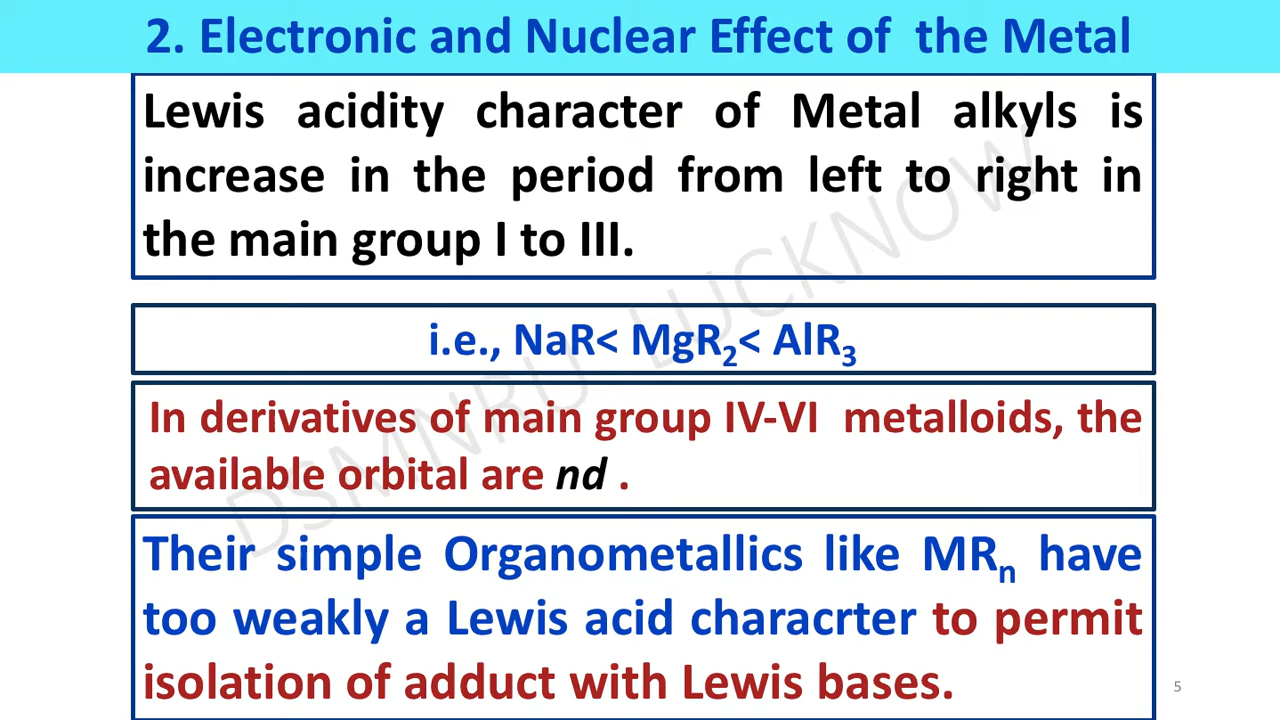 2. Electronic and Nuclear Effect of the Metal
Lewis acidity character of Metal alkyls is
increase in the period from left to right in
the main group I to III.
i.e., NaR< MgR₂< AlR₃
In derivatives of main group IV-VI metalloids, the
available orbital are nd .
Their simple Organometallics like MRₙ have
too weakly a Lewis acid characrter to permit
isolation of adduct with Lewis bases.
DSMNRU LUCKNOW
5